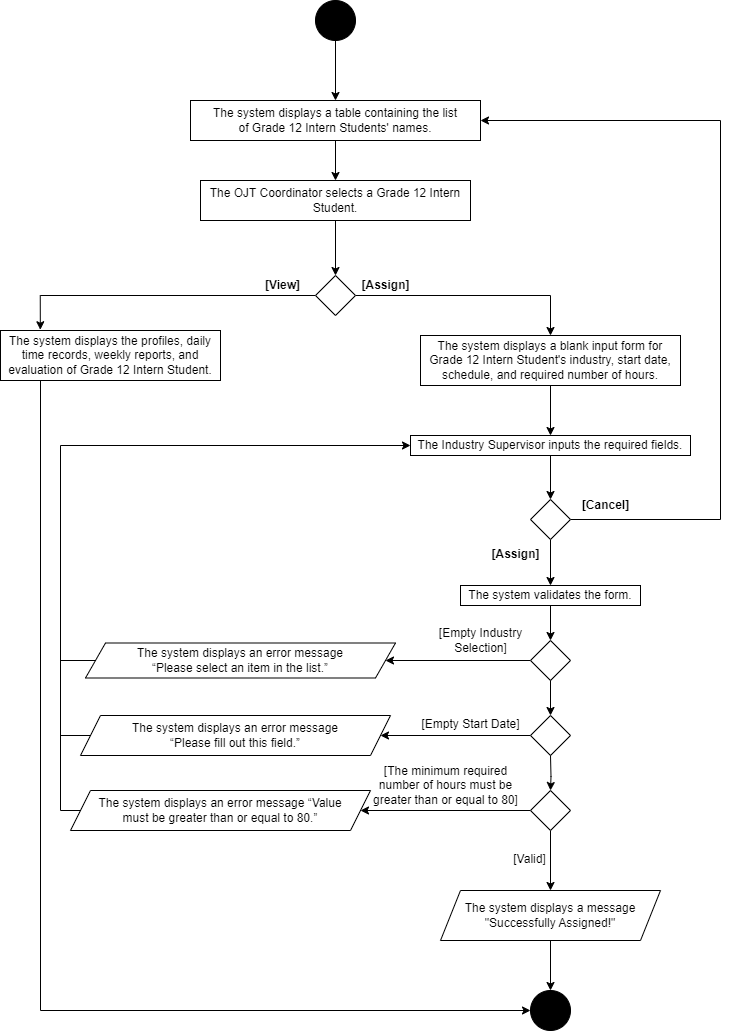 The system displays a table containing the list
of Grade 12 Intern Students' names.
The OJT Coordinator selects a Grade 12 Intern
Student.
[View]
[Assign]
The system displays the profiles, daily
time records, weekly reports, and
evaluation of Grade 12 Intern Student.
The system displays a blank input form for
Grade 12 Intern Student's industry, start date,
schedule, and required number of hours.
The Industry Supervisor inputs the required fields.
[Cancel]
[Assign]
The system validates the form.
[Empty Industry
Selection]
The system displays an error message
“Please select an item in the list.”
[Empty Start Date]
The system displays an error message
“Please fill out this field.”
[The minimum required
number of hours must be
greater than or equal to 80]
The system displays an error message “Value
must be greater than or equal to 80.”
[Valid]
The system displays a message
"Successfully Assigned!"